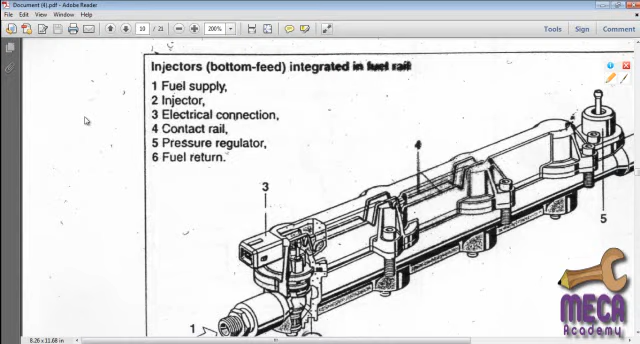 Document (4).pdf - Adobe Reader
File Edit View Window Help
10 / 21 200% Tools Sign Comment
Injectors (bottom-feed) integrated in fuel rail
1 Fuel supply,
2 Injector,
3 Electrical connection,
4 Contact rail,
5 Pressure regulator,
6 Fuel return.
4
3
5
1
MECA
Academy
8.26 x 11.68 in